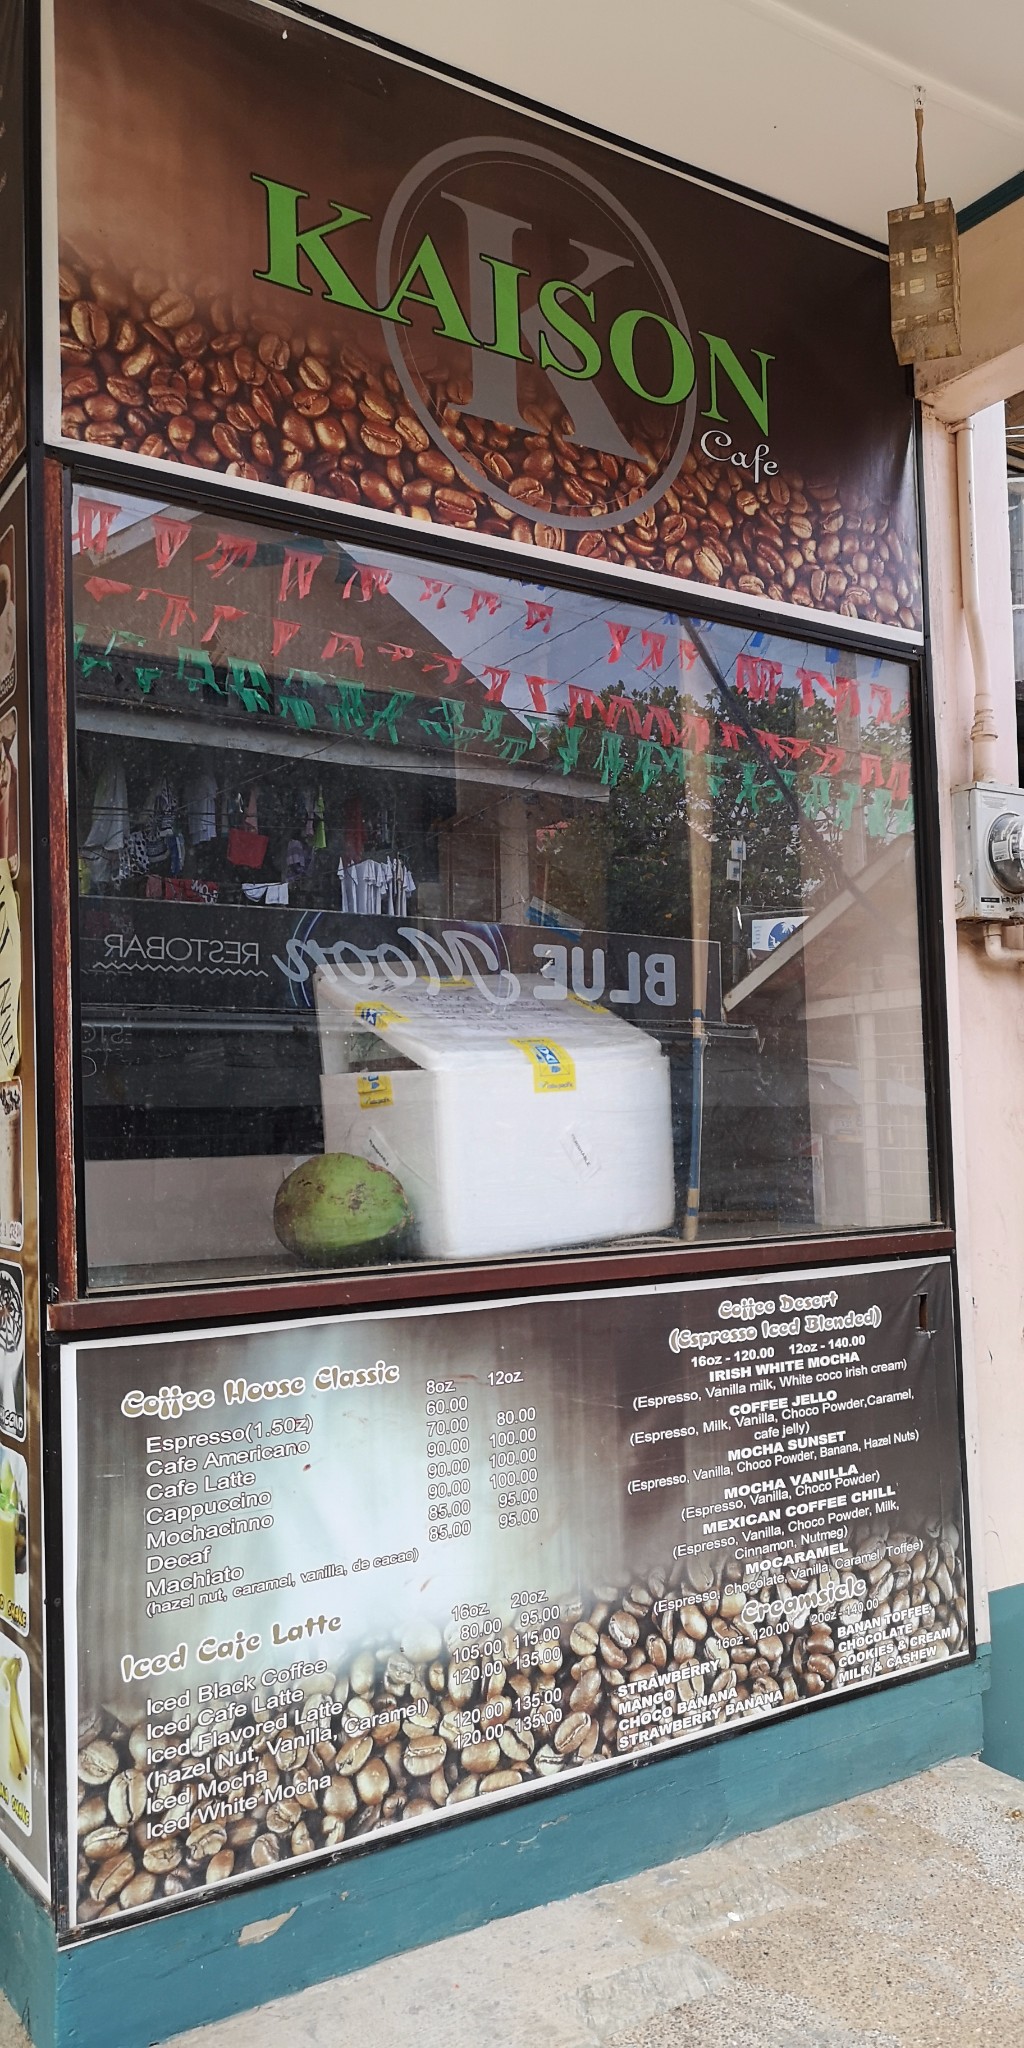 KAISON
K
Cafe
BLUE Moon RESTOBAR
Coffee House Classic
8oz. 12oz.
Espresso(1.50z) 60.00
Cafe Americano 70.00 80.00
Cafe Latte 90.00 100.00
Cappuccino 90.00 100.00
Mochacinno 90.00 100.00
Decaf 85.00 95.00
Machiato 85.00 95.00
(hazel nut, caramel, vanilla, de cacao)
Iced Cafe Latte
16oz. 20oz.
Iced Black Coffee 80.00 95.00
Iced Cafe Latte 105.00 115.00
Iced Flavored Latte 120.00 135.00
(hazel Nut, Vanilla, Caramel)
Iced Mocha 120.00 135.00
Iced White Mocha 120.00 135.00
Coffee Desert
(Espresso Iced Blended)
16oz - 120.00 12oz - 140.00
IRISH WHITE MOCHA
(Espresso, Vanilla milk, White coco irish cream)
COFFEE JELLO
(Espresso, Milk, Vanilla, Choco Powder,Caramel,
cafe jelly)
MOCHA SUNSET
(Espresso, Vanilla, Choco Powder, Banana, Hazel Nuts)
MOCHA VANILLA
(Espresso, Vanilla, Choco Powder)
MEXICAN COFFEE CHILL
(Espresso, Vanilla, Choco Powder, Milk,
Cinnamon, Nutmeg)
MOCARAMEL
(Espresso, Chocolate, Vanilla, Caramel, Toffee)
Creamsicle
16oz - 120.00 20oz - 140.00
STRAWBERRY
MANGO
CHOCO BANANA
STRAWBERRY BANANA
BANAN TOFFEE
CHOCOLATE
COOKIES & CREAM
MILK & CASHEW